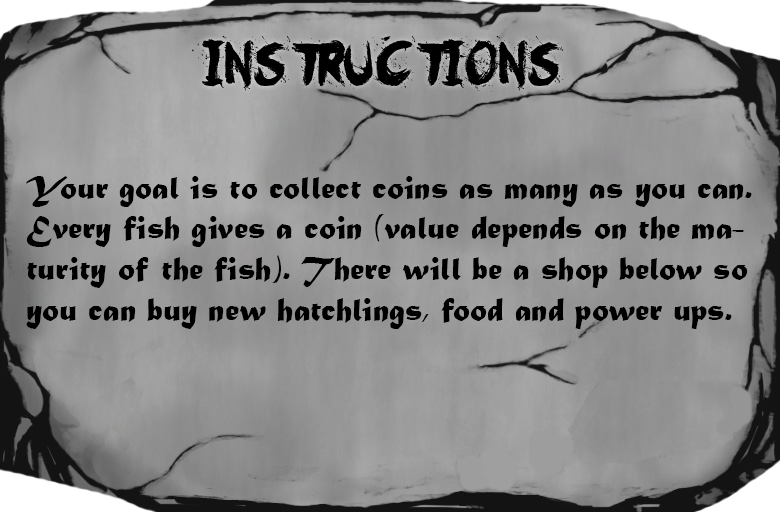 INSTRUCTIONS
Your goal is to collect coins as many as you can.
Every fish gives a coin (value depends on the ma-
turity of the fish). There will be a shop below so
you can buy new hatchlings, food and power ups.